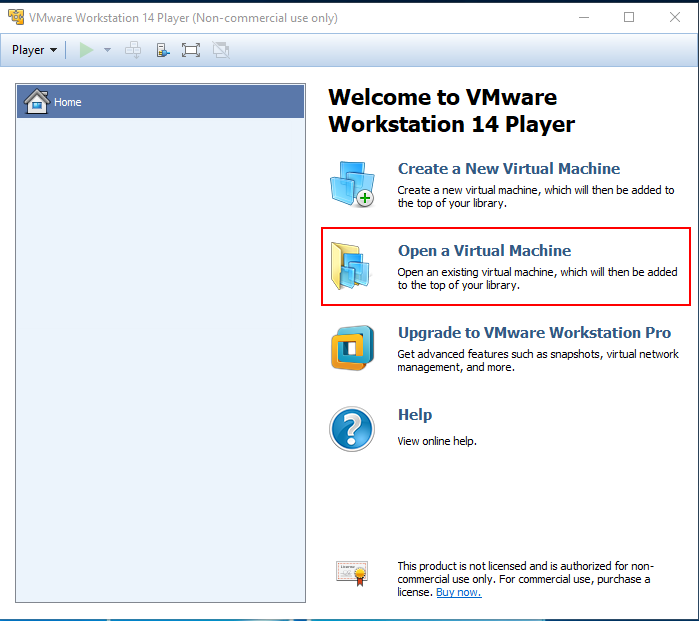 VMware Workstation 14 Player (Non-commercial use only)
Player
Home
Welcome to VMware
Workstation 14 Player
Create a New Virtual Machine
Create a new virtual machine, which will then be added to
the top of your library.
Open a Virtual Machine
Open an existing virtual machine, which will then be added
to the top of your library.
Upgrade to VMware Workstation Pro
Get advanced features such as snapshots, virtual network
management, and more.
Help
View online help.
This product is not licensed and is authorized for non-
commercial use only. For commercial use, purchase a
license. Buy now.